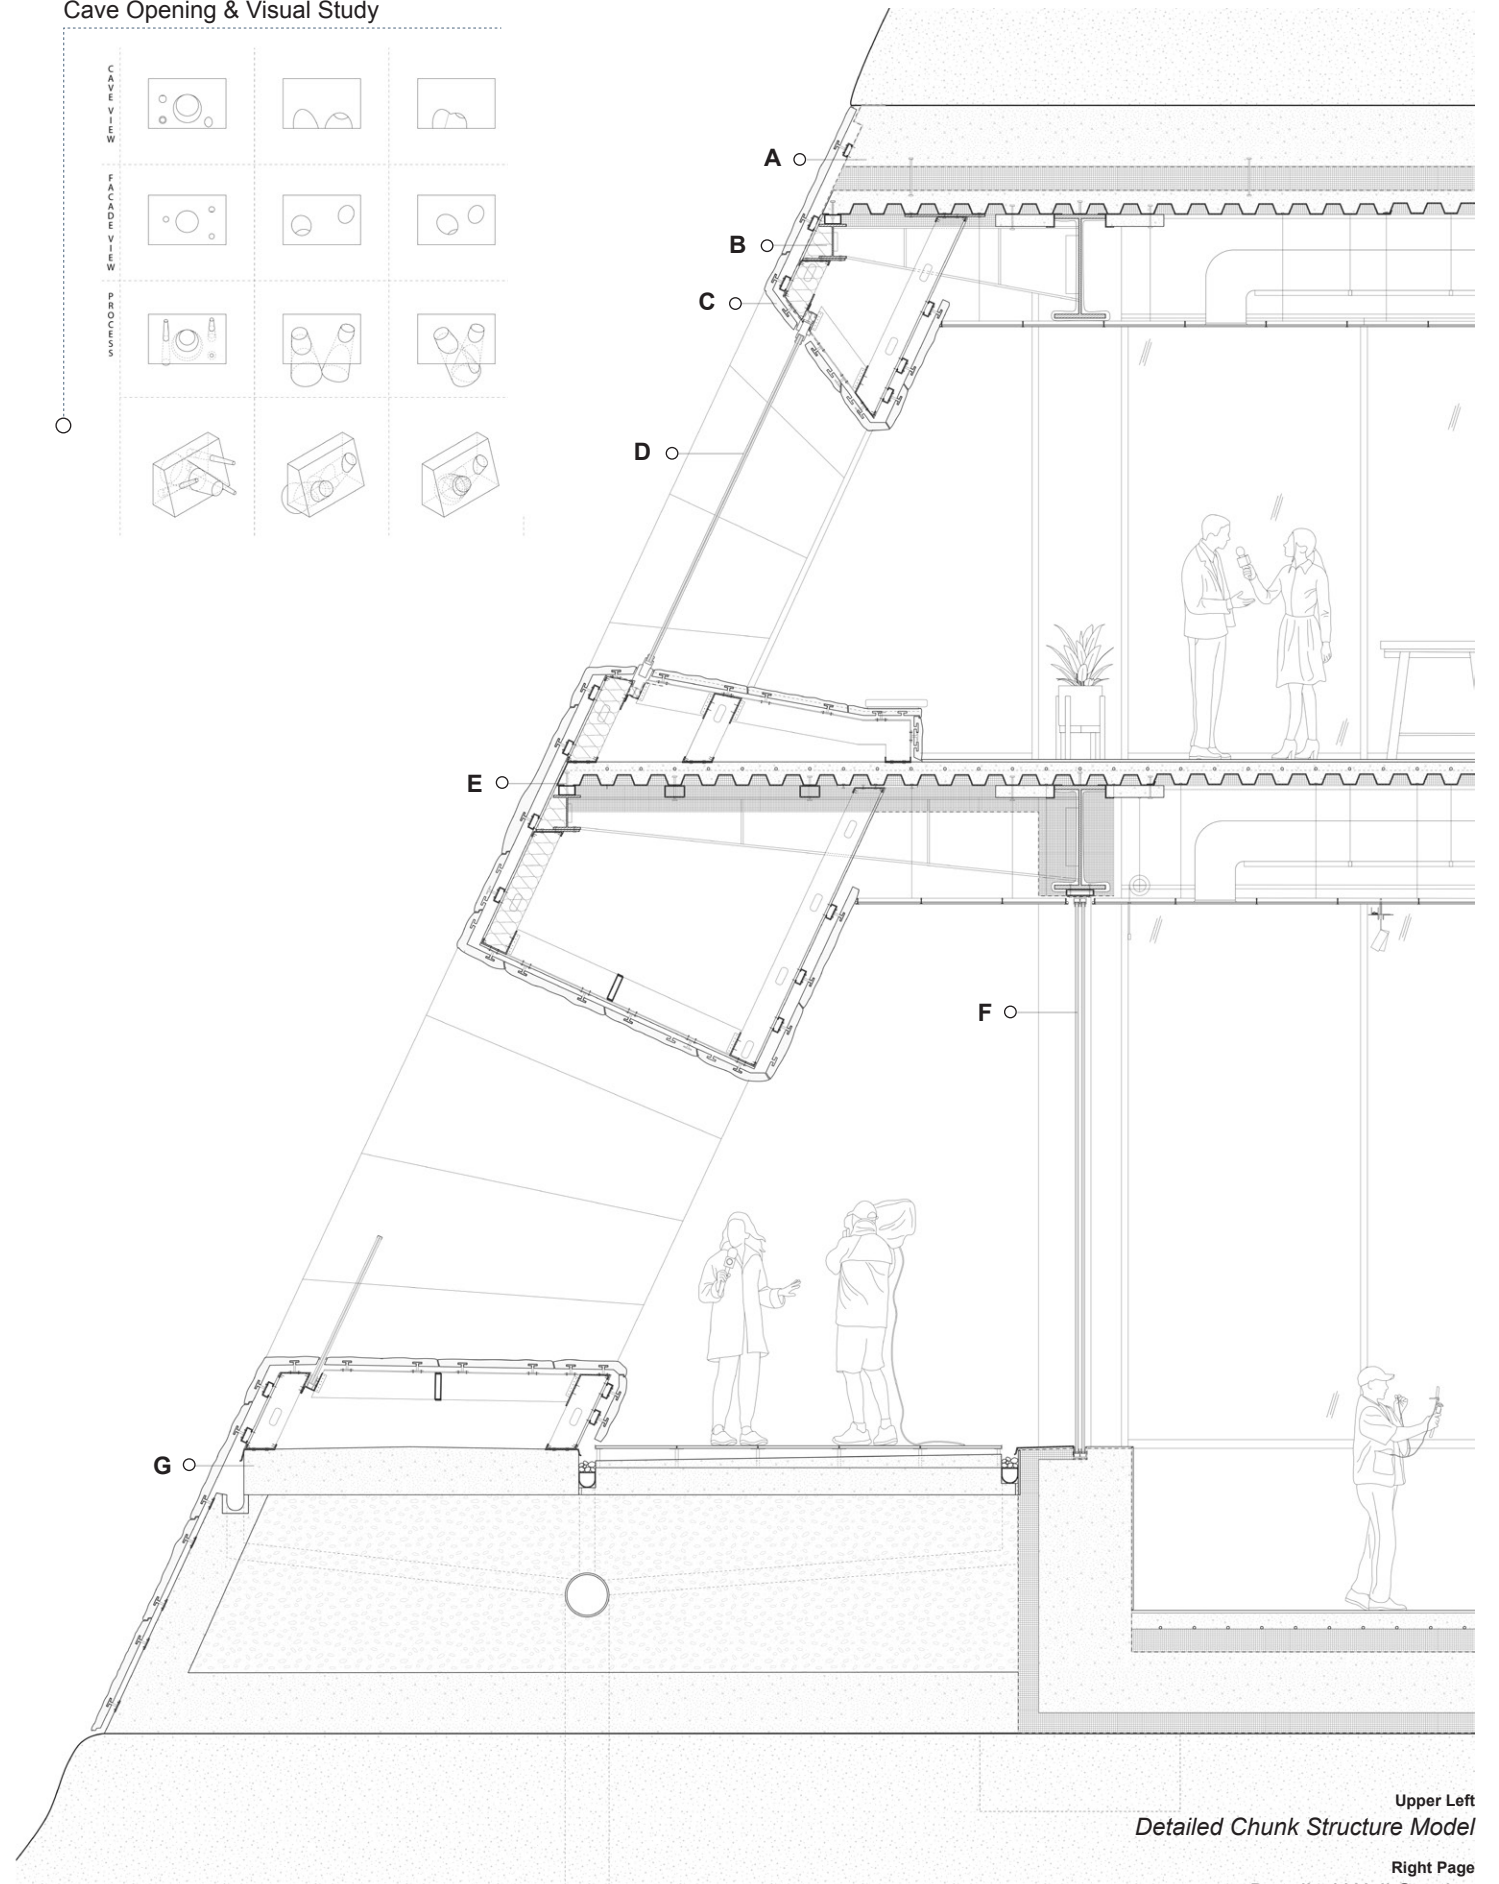 Cave Opening & Visual Study
CAVE VIEW
FACADE VIEW
PROCESS
A
B
C
D
E
F
G
Upper Left
Detailed Chunk Structure Model
Right Page